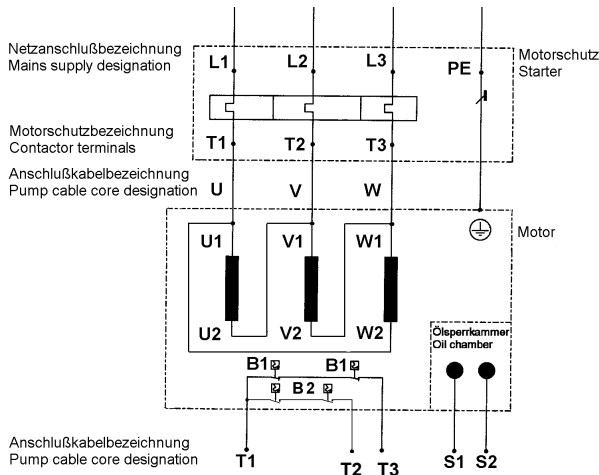 Netzanschlußbezeichnung
Mains supply designation
L1 L2 L3 PE
Motorschutz
Starter
Motorschutzbezeichnung
Contactor terminals
T1 T2 T3
Anschlußkabelbezeichnung
Pump cable core designation
U V W
Motor
U1 V1 W1
U2 V2 W2
Ölsperrkammer
Oil chamber
B1 B1
B2
Anschlußkabelbezeichnung
Pump cable core designation
T1 T2 T3 S1 S2